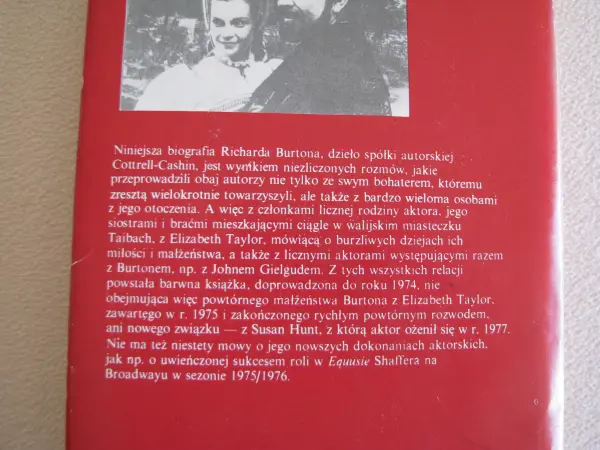 Niniejsza biografia Richarda Burtona, dzieło spółki autorskiej
Cottrell-Cashin, jest wynikiem niezliczonych rozmów, jakie
przeprowadzili obaj autorzy nie tylko ze swym bohaterem, któremu
zresztą wielokrotnie towarzyszyli, ale także z bardzo wieloma osobami
z jego otoczenia. A więc z członkami licznej rodziny aktora, jego
siostrami i braćmi mieszkającymi ciągle w walijskim miasteczku
Taibach, z Elizabeth Taylor, mówiącą o burzliwych dziejach ich
miłości i małżeństwa, a także z licznymi aktorami występującymi razem
z Burtonem, np. z Johnem Gielgudem. Z tych wszystkich relacji
powstała barwna książka, doprowadzona do roku 1974, nie
obejmująca więc powtórnego małżeństwa Burtona z Elizabeth Taylor,
zawartego w r. 1975 i zakończonego rychłym powtórnym rozwodem,
ani nowego związku — z Susan Hunt, z którą aktor ożenił się w r. 1977.
Nie ma też niestety mowy o jego nowszych dokonaniach aktorskich,
jak np. o uwieńczonej sukcesem roli w Equusie Shaffera na
Broadwayu w sezonie 1975/1976.